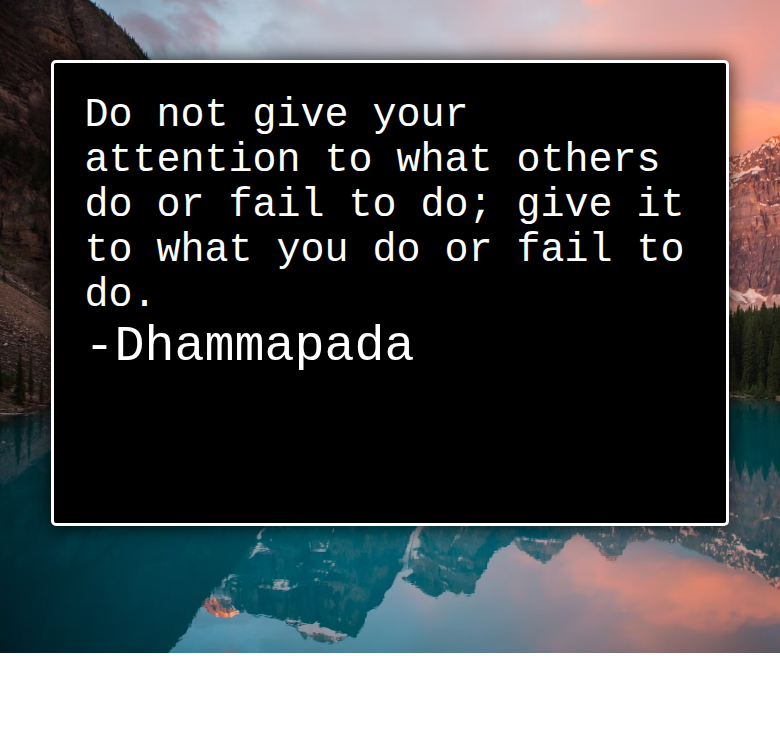 Do not give your
attention to what others
do or fail to do; give it
to what you do or fail to
do.
-Dhammapada